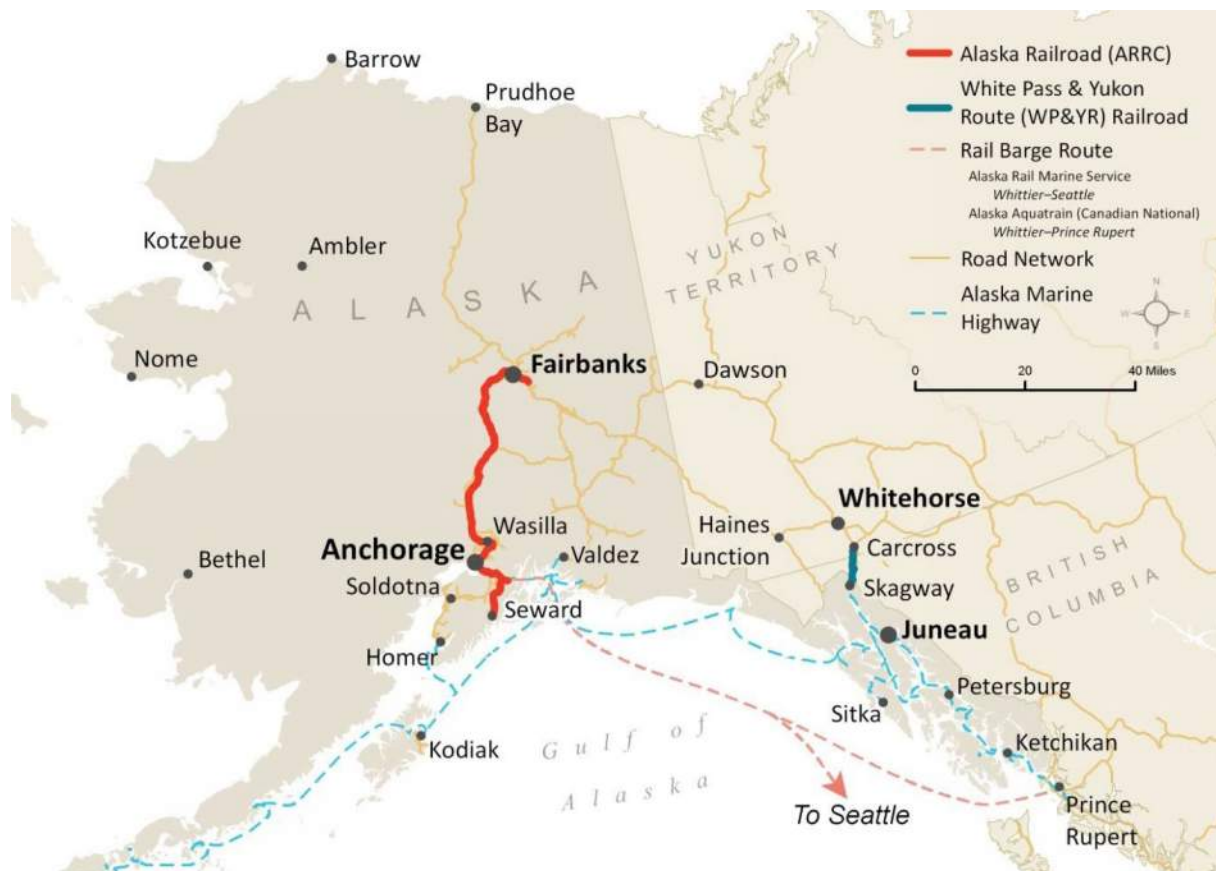 Barrow
Prudhoe
Bay
Kotzebue
Ambler
ALASKA
Nome
Fairbanks
YUKON
TERRITORY
Dawson
Wasilla
Anchorage
Valdez
Bethel
Soldotna
Seward
Homer
Kodiak
Gulf of
Alaska
Whitehorse
Haines
Junction
Carcross
Skagway
BRITISH
COLUMBIA
Juneau
Petersburg
Sitka
Ketchikan
Prince
Rupert
To Seattle
Alaska Railroad (ARRC)
White Pass & Yukon
Route (WP&YR) Railroad
Rail Barge Route
Alaska Rail Marine Service
Whittier–Seattle
Alaska Aquatrain (Canadian National)
Whittier–Prince Rupert
Road Network
Alaska Marine
Highway
N
W E
S
0 20 40 Miles